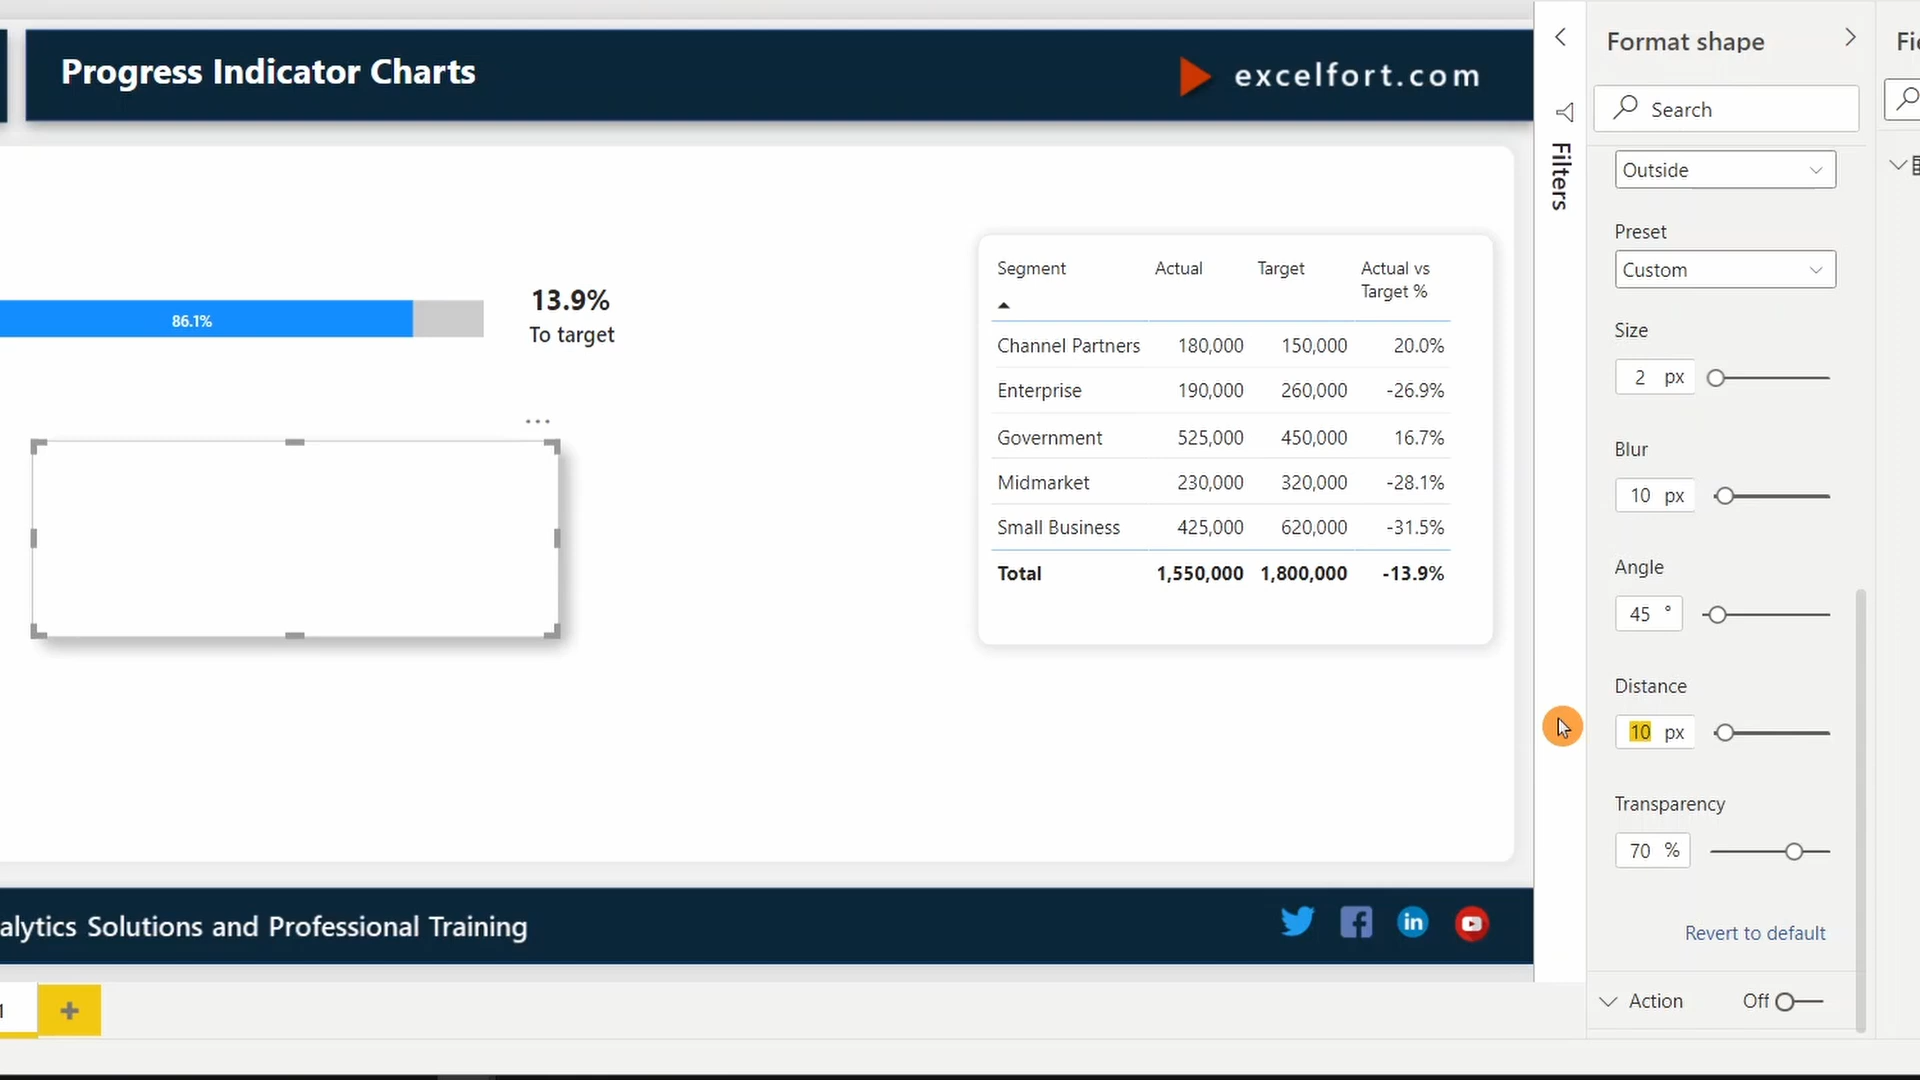 Progress Indicator Charts
excelfort.com
86.1%
13.9%
To target
Segment Actual Target Actual vs Target %
Channel Partners 180,000 150,000 20.0%
Enterprise 190,000 260,000 -26.9%
Government 525,000 450,000 16.7%
Midmarket 230,000 320,000 -28.1%
Small Business 425,000 620,000 -31.5%
Total 1,550,000 1,800,000 -13.9%
alytics Solutions and Professional Training
in
1
Filters
Format shape
Search
Outside
Preset
Custom
Size
2 px
Blur
10 px
Angle
45 °
Distance
10 px
Transparency
70 %
Revert to default
Action Off
Fi